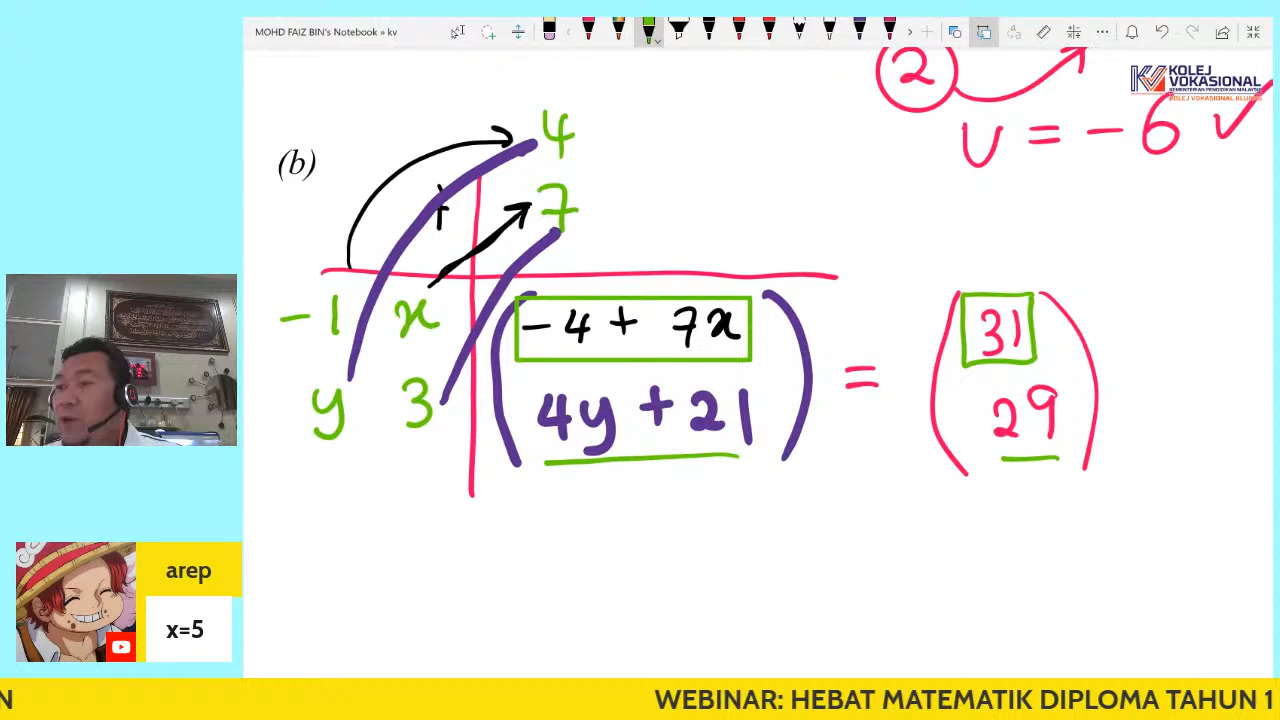 MOHD FAIZ BIN's Notebook » kv
2
KOLEJ
VOKASIONAL
KEMENTERIAN PENDIDIKAN MALAYSIA
KOLEJ VOKASIONAL KLUANG
v = -6 ✓
(b)
4
7
-1 x
y 3
( -4 + 7x
4y + 21 ) = ( 31
29 )
arep
x=5
N
WEBINAR: HEBAT MATEMATIK DIPLOMA TAHUN 1